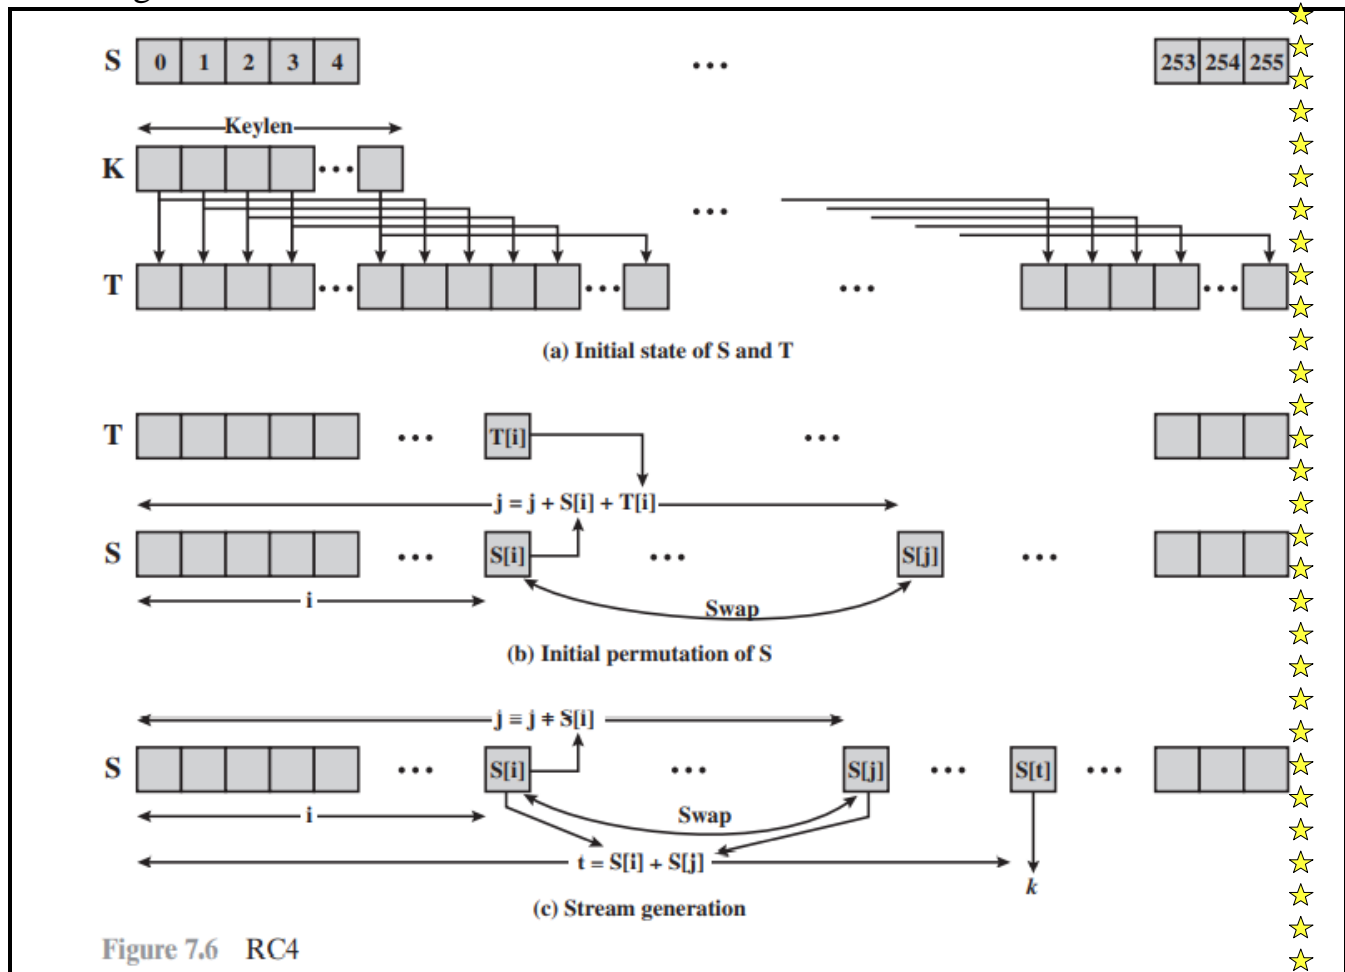 S 0 1 2 3 4 ... 253 254 255
Keylen
K ...
...
T ... ... ...
(a) Initial state of S and T
T ... T[i] ...
j = j + S[i] + T[i]
S ... S[i] ... S[j] ...
i
Swap
(b) Initial permutation of S
j = j + S[i]
S ... S[i] ... S[j] ... S[t] ...
i
Swap
t = S[i] + S[j]
k
(c) Stream generation
Figure 7.6 RC4